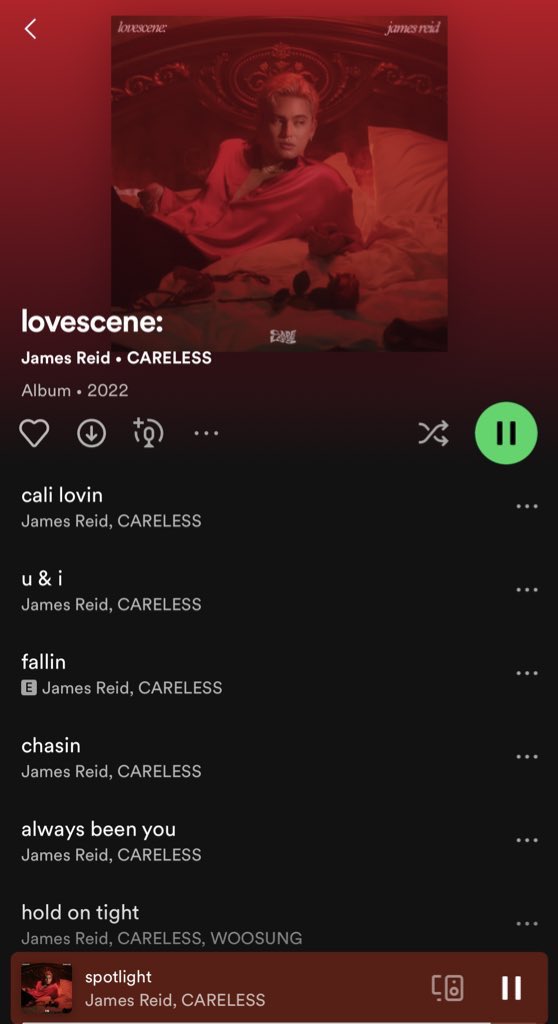 lovescene:
james reid
CARE
LESS
lovescene:
James Reid • CARELESS
Album • 2022
cali lovin
James Reid, CARELESS
u & i
James Reid, CARELESS
fallin
E James Reid, CARELESS
chasin
James Reid, CARELESS
always been you
James Reid, CARELESS
hold on tight
James Reid, CARELESS, WOOSUNG
spotlight
James Reid, CARELESS